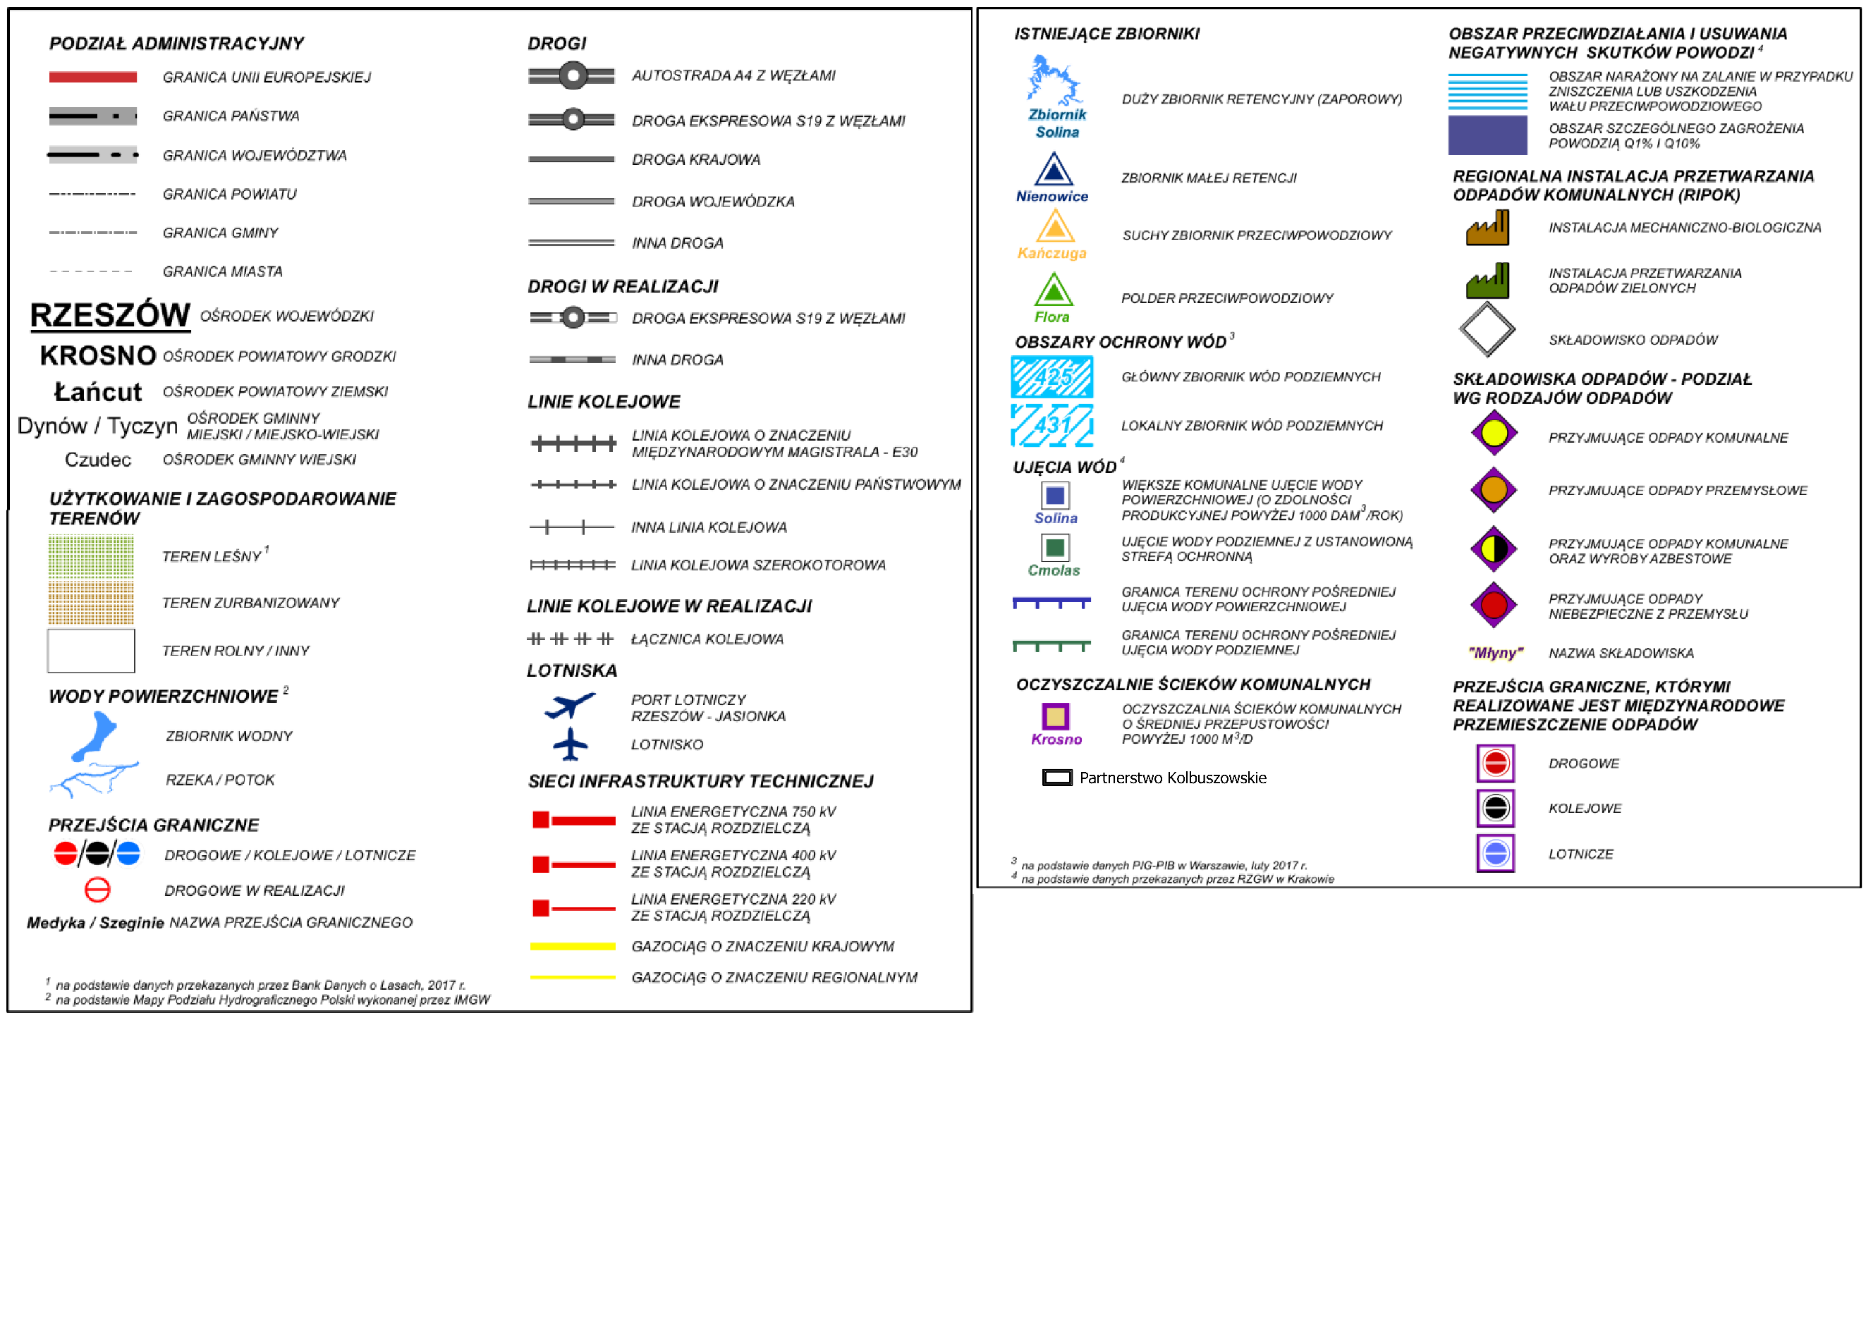 PODZIAŁ ADMINISTRACYJNY
GRANICA UNII EUROPEJSKIEJ
GRANICA PAŃSTWA
GRANICA WOJEWÓDZTWA
GRANICA POWIATU
GRANICA GMINY
GRANICA MIASTA
RZESZÓW OŚRODEK WOJEWÓDZKI
KROSNO OŚRODEK POWIATOWY GRODZKI
Łańcut OŚRODEK POWIATOWY ZIEMSKI
Dynów / Tyczyn OŚRODEK GMINNY
MIEJSKI / MIEJSKO-WIEJSKI
Czudec OŚRODEK GMINNY WIEJSKI
UŻYTKOWANIE I ZAGOSPODAROWANIE
TERENÓW
TEREN LEŚNY 1
TEREN ZURBANIZOWANY
TEREN ROLNY / INNY
WODY POWIERZCHNIOWE 2
ZBIORNIK WODNY
RZEKA / POTOK
PRZEJŚCIA GRANICZNE
DROGOWE / KOLEJOWE / LOTNICZE
DROGOWE W REALIZACJI
Medyka / Szeginie NAZWA PRZEJŚCIA GRANICZNEGO
1 na podstawie danych przekazanych przez Bank Danych o Lasach, 2017 r.
2 na podstawie Mapy Podziału Hydrograficznego Polski wykonanej przez IMGW
DROGI
AUTOSTRADA A4 Z WĘZŁAMI
DROGA EKSPRESOWA S19 Z WĘZŁAMI
DROGA KRAJOWA
DROGA WOJEWÓDZKA
INNA DROGA
DROGI W REALIZACJI
DROGA EKSPRESOWA S19 Z WĘZŁAMI
INNA DROGA
LINIE KOLEJOWE
LINIA KOLEJOWA O ZNACZENIU
MIĘDZYNARODOWYM MAGISTRALA - E30
LINIA KOLEJOWA O ZNACZENIU PAŃSTWOWYM
INNA LINIA KOLEJOWA
LINIA KOLEJOWA SZEROKOTOROWA
LINIE KOLEJOWE W REALIZACJI
ŁĄCZNICA KOLEJOWA
LOTNISKA
PORT LOTNICZY
RZESZÓW - JASIONKA
LOTNISKO
SIECI INFRASTRUKTURY TECHNICZNEJ
LINIA ENERGETYCZNA 750 kV
ZE STACJĄ ROZDZIELCZĄ
LINIA ENERGETYCZNA 400 kV
ZE STACJĄ ROZDZIELCZĄ
LINIA ENERGETYCZNA 220 kV
ZE STACJĄ ROZDZIELCZĄ
GAZOCIĄG O ZNACZENIU KRAJOWYM
GAZOCIĄG O ZNACZENIU REGIONALNYM
ISTNIEJĄCE ZBIORNIKI
Zbiornik
Solina
DUŻY ZBIORNIK RETENCYJNY (ZAPOROWY)
Nienowice
ZBIORNIK MAŁEJ RETENCJI
Kańczuga
SUCHY ZBIORNIK PRZECIWPOWODZIOWY
Flora
POLDER PRZECIWPOWODZIOWY
OBSZARY OCHRONY WÓD 3
425 GŁÓWNY ZBIORNIK WÓD PODZIEMNYCH
431 LOKALNY ZBIORNIK WÓD PODZIEMNYCH
UJĘCIA WÓD 4
Solina
WIĘKSZE KOMUNALNE UJĘCIE WODY
POWIERZCHNIOWEJ (O ZDOLNOŚCI
PRODUKCYJNEJ POWYŻEJ 1000 DAM3/ROK)
Cmolas
UJĘCIE WODY PODZIEMNEJ Z USTANOWIONĄ
STREFĄ OCHRONNĄ
GRANICA TERENU OCHRONY POŚREDNIEJ
UJĘCIA WODY POWIERZCHNIOWEJ
GRANICA TERENU OCHRONY POŚREDNIEJ
UJĘCIA WODY PODZIEMNEJ
OCZYSZCZALNIE ŚCIEKÓW KOMUNALNYCH
Krosno
OCZYSZCZALNIA ŚCIEKÓW KOMUNALNYCH
O ŚREDNIEJ PRZEPUSTOWOŚCI
POWYŻEJ 1000 M3/D
Partnerstwo Kolbuszowskie
3 na podstawie danych PIG-PIB w Warszawie, luty 2017 r.
4 na podstawie danych przekazanych przez RZGW w Krakowie
OBSZAR PRZECIWDZIAŁANIA I USUWANIA
NEGATYWNYCH SKUTKÓW POWODZI 4
OBSZAR NARAŻONY NA ZALANIE W PRZYPADKU
ZNISZCZENIA LUB USZKODZENIA
WAŁU PRZECIWPOWODZIOWEGO
OBSZAR SZCZEGÓLNEGO ZAGROŻENIA
POWODZIĄ Q1% I Q10%
REGIONALNA INSTALACJA PRZETWARZANIA
ODPADÓW KOMUNALNYCH (RIPOK)
INSTALACJA MECHANICZNO-BIOLOGICZNA
INSTALACJA PRZETWARZANIA
ODPADÓW ZIELONYCH
SKŁADOWISKO ODPADÓW
SKŁADOWISKA ODPADÓW - PODZIAŁ
WG RODZAJÓW ODPADÓW
PRZYJMUJĄCE ODPADY KOMUNALNE
PRZYJMUJĄCE ODPADY PRZEMYSŁOWE
PRZYJMUJĄCE ODPADY KOMUNALNE
ORAZ WYROBY AZBESTOWE
PRZYJMUJĄCE ODPADY
NIEBEZPIECZNE Z PRZEMYSŁU
"Młyny" NAZWA SKŁADOWISKA
PRZEJŚCIA GRANICZNE, KTÓRYMI
REALIZOWANE JEST MIĘDZYNARODOWE
PRZEMIESZCZENIE ODPADÓW
DROGOWE
KOLEJOWE
LOTNICZE